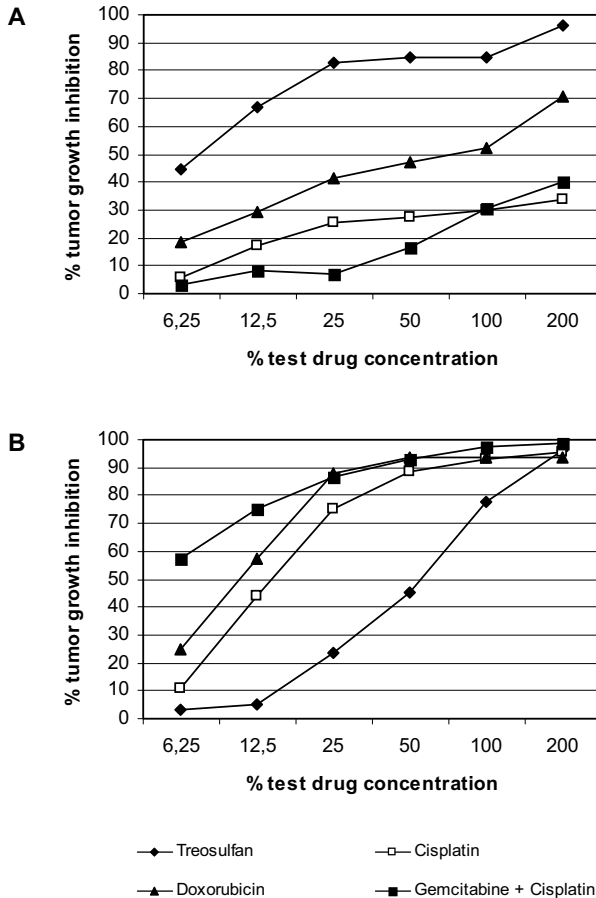 A
% tumor growth inhibition
100
90
80
70
60
50
40
30
20
10
0
6,25 12,5 25 50 100 200
% test drug concentration
B
% tumor growth inhibition
100
90
80
70
60
50
40
30
20
10
0
6,25 12,5 25 50 100 200
% test drug concentration
Treosulfan Cisplatin
Doxorubicin Gemcitabine + Cisplatin